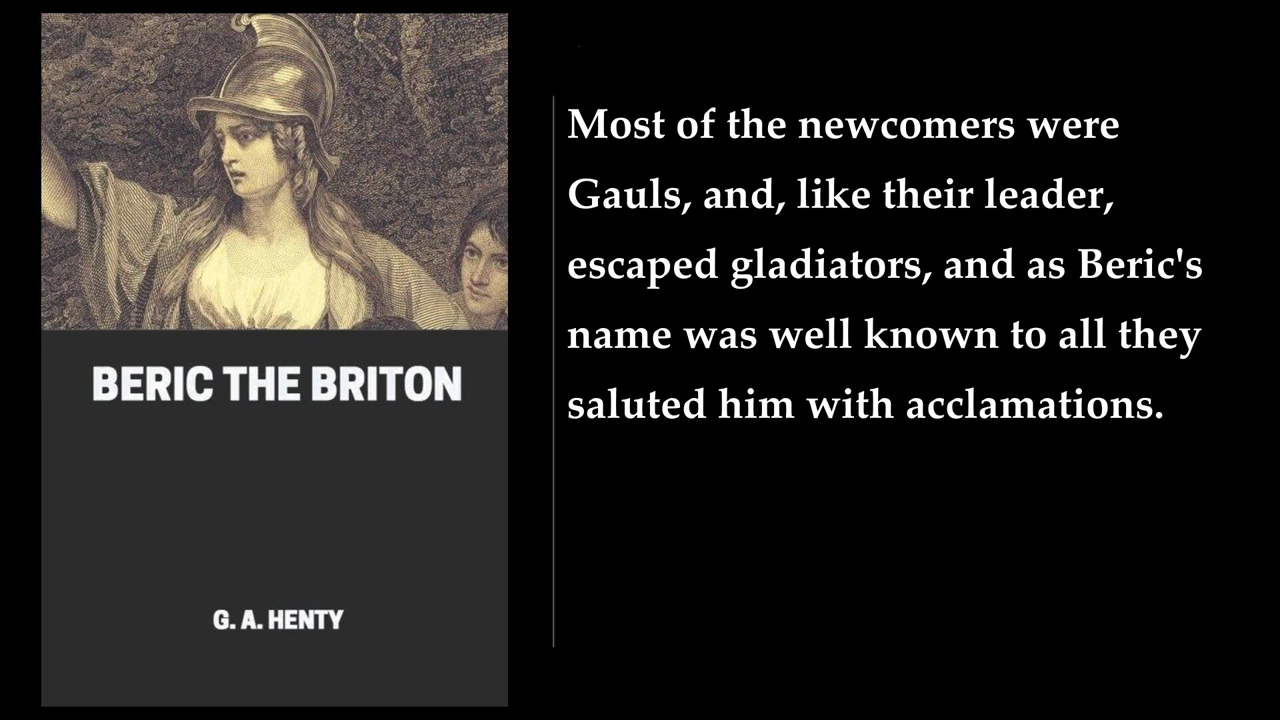 BERIC THE BRITON
G. A. HENTY
Most of the newcomers were
Gauls, and, like their leader,
escaped gladiators, and as Beric's
name was well known to all they
saluted him with acclamations.